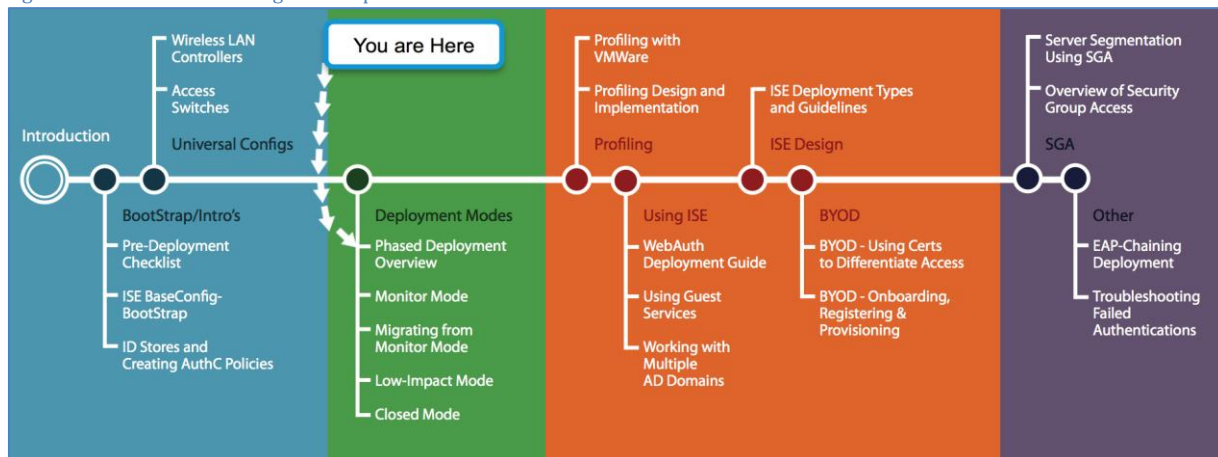 You are Here
Introduction
Wireless LAN
Controllers
Access
Switches
Universal Configs
BootStrap/Intro's
Pre-Deployment
Checklist
ISE BaseConfig-
BootStrap
ID Stores and
Creating AuthC Policies
Deployment Modes
Phased Deployment
Overview
Monitor Mode
Migrating from
Monitor Mode
Low-Impact Mode
Closed Mode
Profiling with
VMWare
Profiling Design and
Implementation
Profiling
Using ISE
WebAuth
Deployment Guide
Using Guest
Services
Working with
Multiple
AD Domains
ISE Deployment Types
and Guidelines
ISE Design
BYOD
BYOD - Using Certs
to Differentiate Access
BYOD - Onboarding,
Registering &
Provisioning
Server Segmentation
Using SGA
Overview of Security
Group Access
SGA
Other
EAP-Chaining
Deployment
Troubleshooting
Failed
Authentications